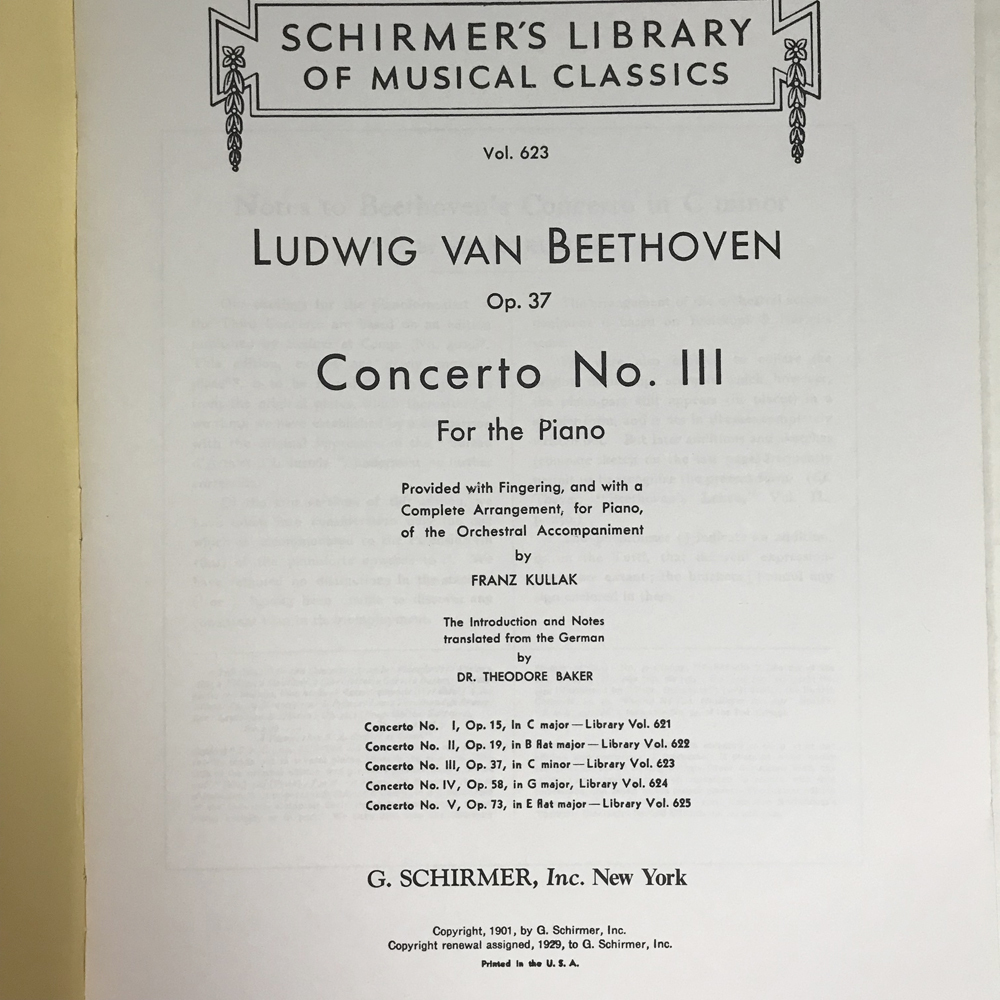 SCHIRMER'S LIBRARY
OF MUSICAL CLASSICS
Vol. 623
LUDWIG VAN BEETHOVEN
Op. 37
Concerto No. III
For the Piano
Provided with Fingering, and with a
Complete Arrangement, for Piano,
of the Orchestral Accompaniment
by
FRANZ KULLAK
The Introduction and Notes
translated from the German
by
DR. THEODORE BAKER
Concerto No. I, Op. 15, In C major—Library Vol. 621
Concerto No. II, Op. 19, in B flat major—Library Vol. 622
Concerto No. III, Op. 37, in C minor—Library Vol. 623
Concerto No. IV, Op. 58, in G major, Library Vol. 624
Concerto No. V, Op. 73, in E flat major—Library Vol. 625
G. SCHIRMER, Inc. New York
Copyright, 1901, by G. Schirmer, Inc.
Copyright renewal assigned, 1929, to G. Schirmer, Inc.
Printed in the U. S. A.